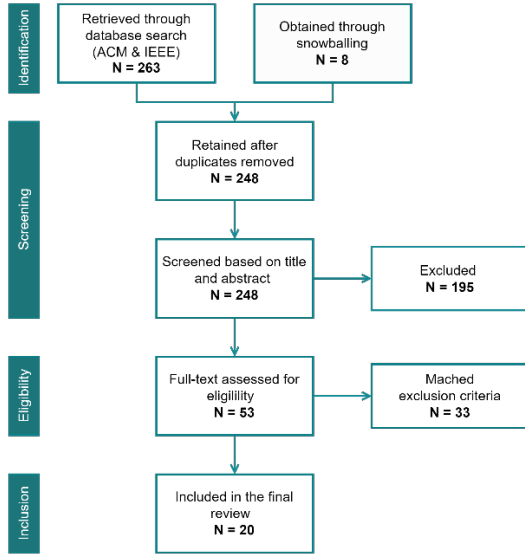 Identification
Retrieved through
database search
(ACM & IEEE)
N = 263
Obtained through
snowballing
N = 8
Screening
Retained after
duplicates removed
N = 248
Screened based on title
and abstract
N = 248
Excluded
N = 195
Eligibility
Full-text assessed for
eligilility
N = 53
Mached
exclusion criteria
N = 33
Inclusion
Included in the final
review
N = 20